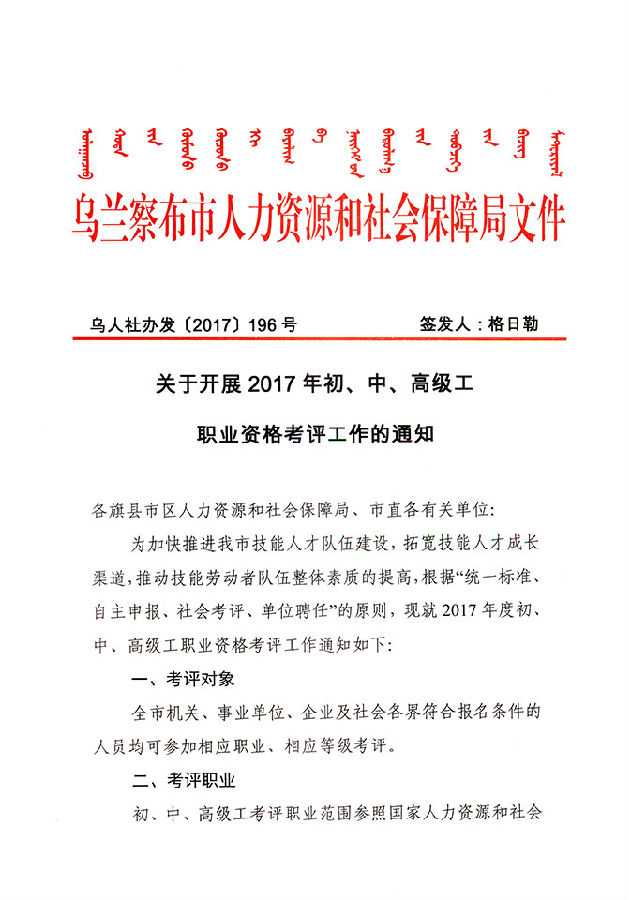 乌兰察布市人力资源和社会保障局文件
乌人社办发〔2017〕196号 签发人：格日勒
关于开展2017年初、中、高级工
职业资格考评工作的通知
各旗县市区人力资源和社会保障局、市直各有关单位：
为加快推进我市技能人才队伍建设，拓宽技能人才成长
渠道，推动技能劳动者队伍整体素质的提高，根据“统一标准、
自主申报、社会考评、单位聘任”的原则，现就2017年度初、
中、高级工职业资格考评工作通知如下：
一、考评对象
全市机关、事业单位、企业及社会各界符合报名条件的
人员均可参加相应职业、相应等级考评。
二、考评职业
初、中、高级工考评职业范围参照国家人力资源和社会